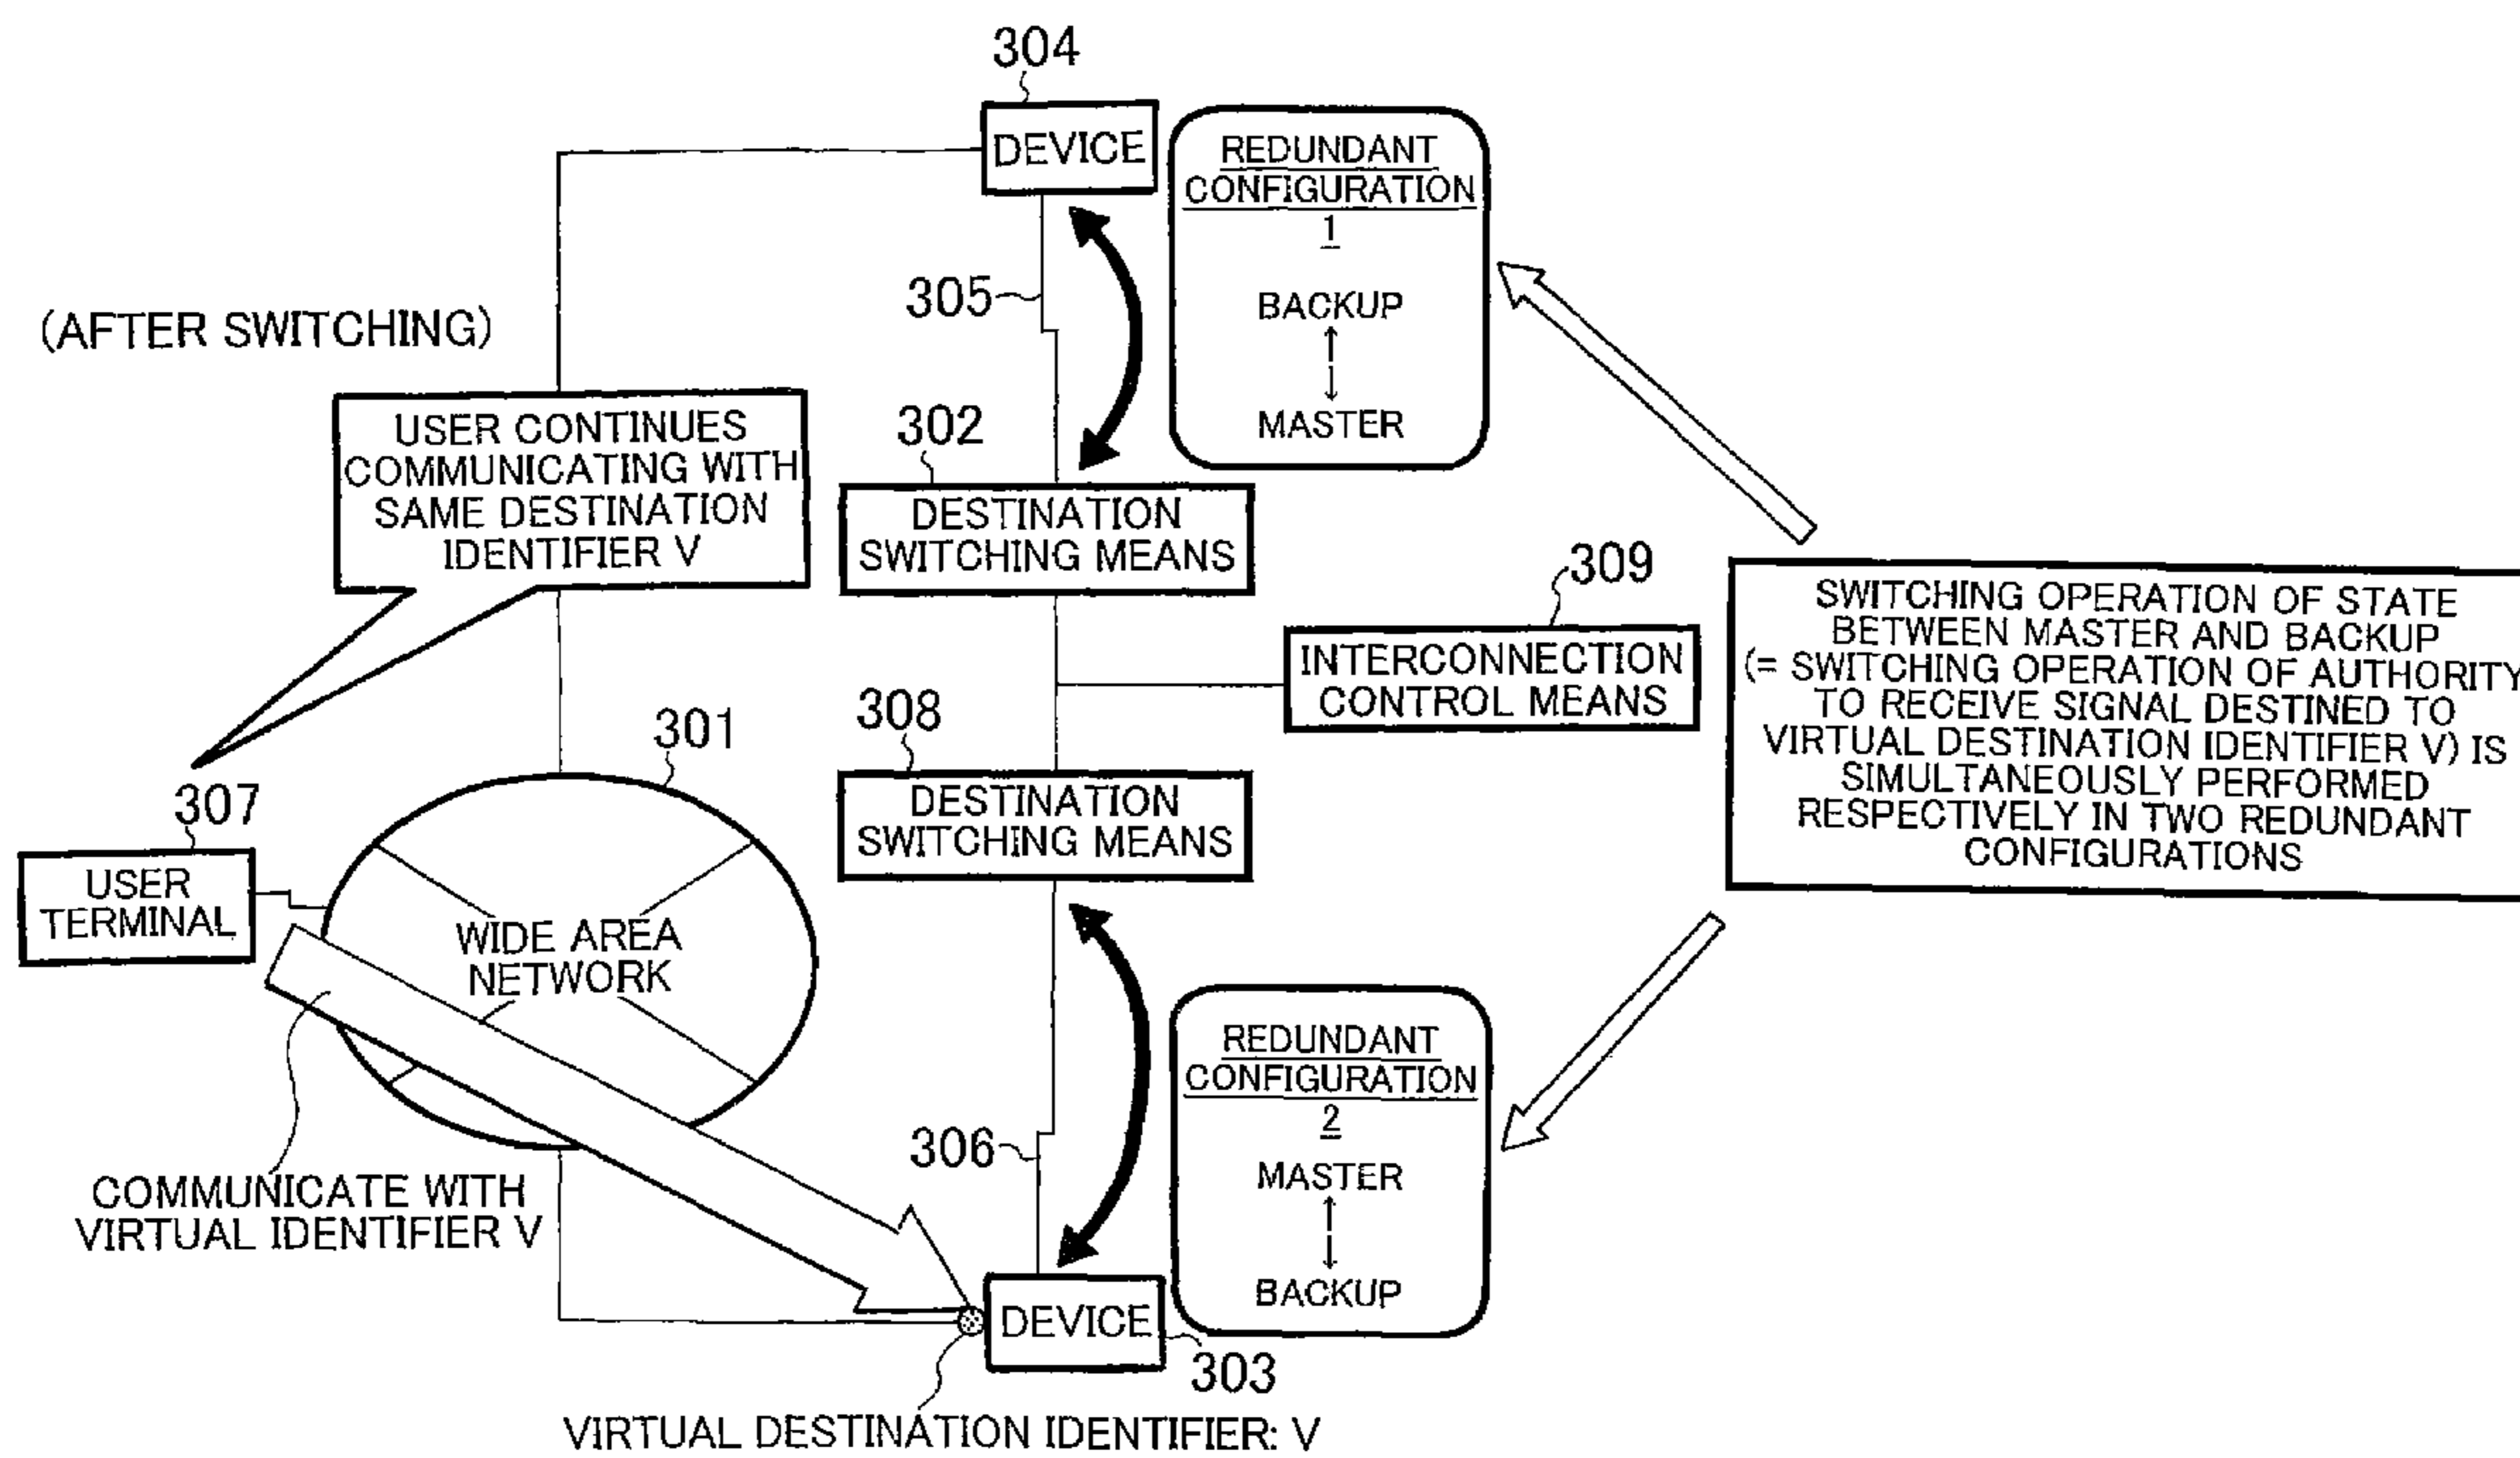 304
DEVICE
REDUNDANT
CONFIGURATION
1
BACKUP
MASTER
305
(AFTER SWITCHING)
USER CONTINUES
COMMUNICATING WITH
SAME DESTINATION
IDENTIFIER V
302
DESTINATION
SWITCHING MEANS
309
INTERCONNECTION
CONTROL MEANS
SWITCHING OPERATION OF STATE
BETWEEN MASTER AND BACKUP
(= SWITCHING OPERATION OF AUTHORITY
TO RECEIVE SIGNAL DESTINED TO
VIRTUAL DESTINATION IDENTIFIER V) IS
SIMULTANEOUSLY PERFORMED
RESPECTIVELY IN TWO REDUNDANT
CONFIGURATIONS
308
DESTINATION
SWITCHING MEANS
301
307
USER
TERMINAL
WIDE AREA
NETWORK
COMMUNICATE WITH
VIRTUAL IDENTIFIER V
306
REDUNDANT
CONFIGURATION
2
MASTER
BACKUP
DEVICE
303
VIRTUAL DESTINATION IDENTIFIER: V